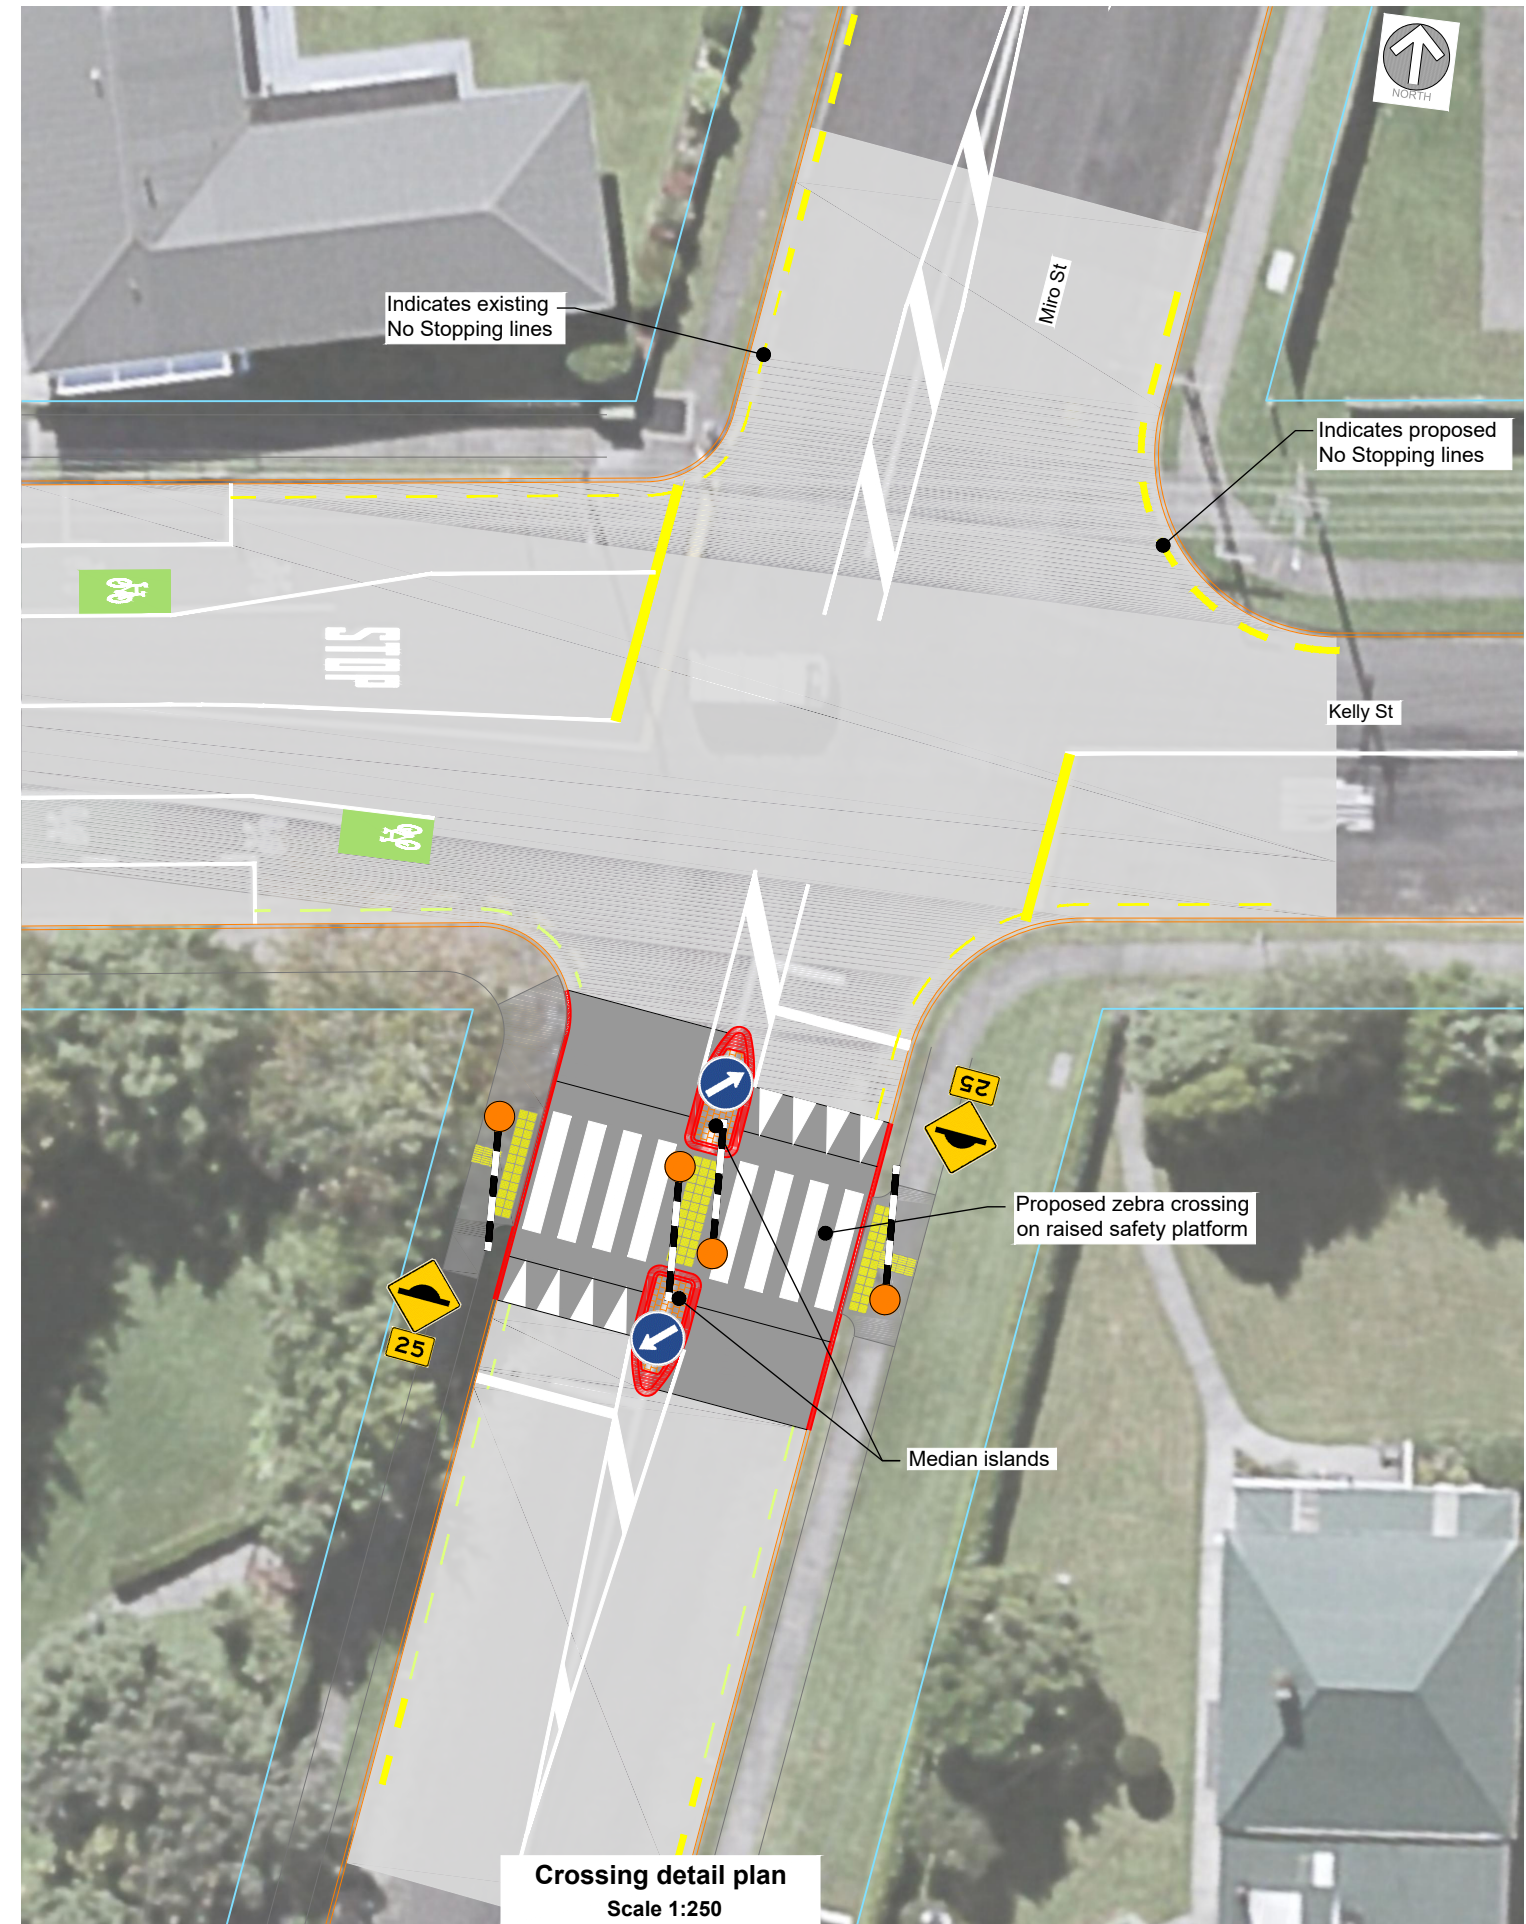 NORTH
Miro St
Indicates existing
No Stopping lines
Indicates proposed
No Stopping lines
STOP
Kelly St
25
Proposed zebra crossing
on raised safety platform
25
Median islands
Crossing detail plan
Scale 1:250